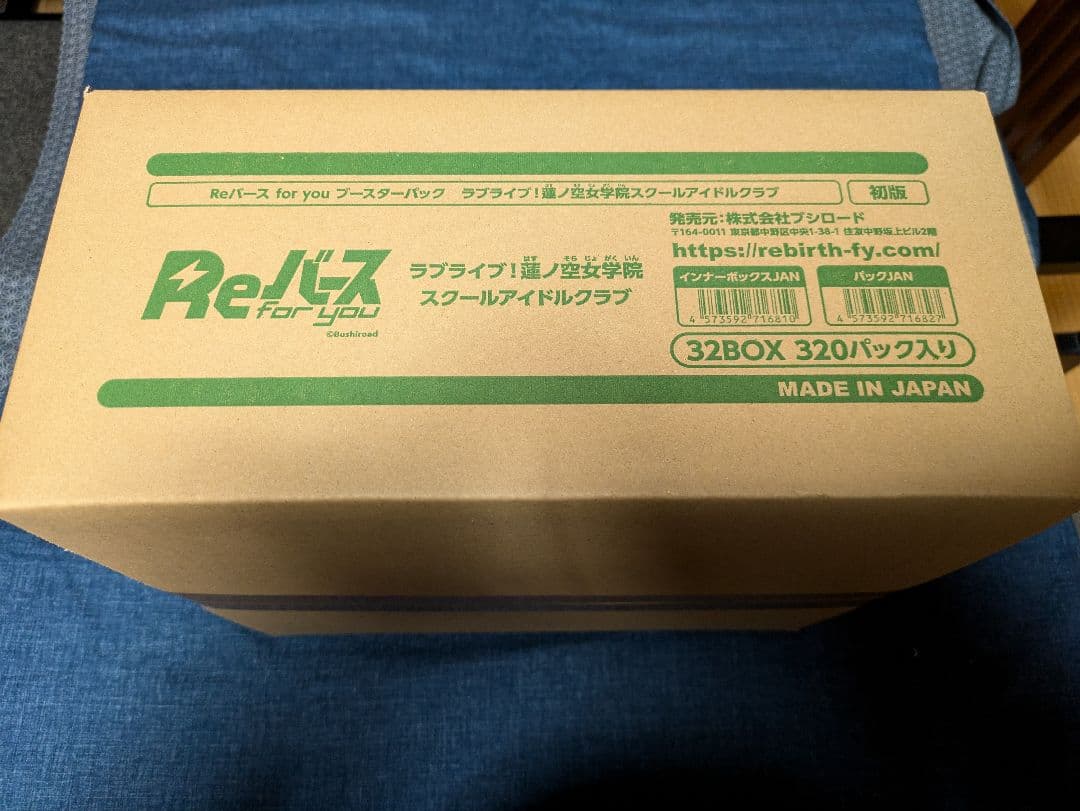 Reバース for you ブースターパック ラブライブ!蓮ノ空女学院スクールアイドルクラブ
初版
発売元:株式会社ブシロード
〒164-0011 東京都中野区中央1-38-1 住友中野坂上ビル2階
https://rebirth-fy.com/
Reバース
for you
©Bushiroad
ラブライブ!蓮ノ空女学院
スクールアイドルクラブ
インナーボックスJAN
4 573592 716810
パックJAN
4 573592 716827
32BOX 320パック入り
MADE IN JAPAN